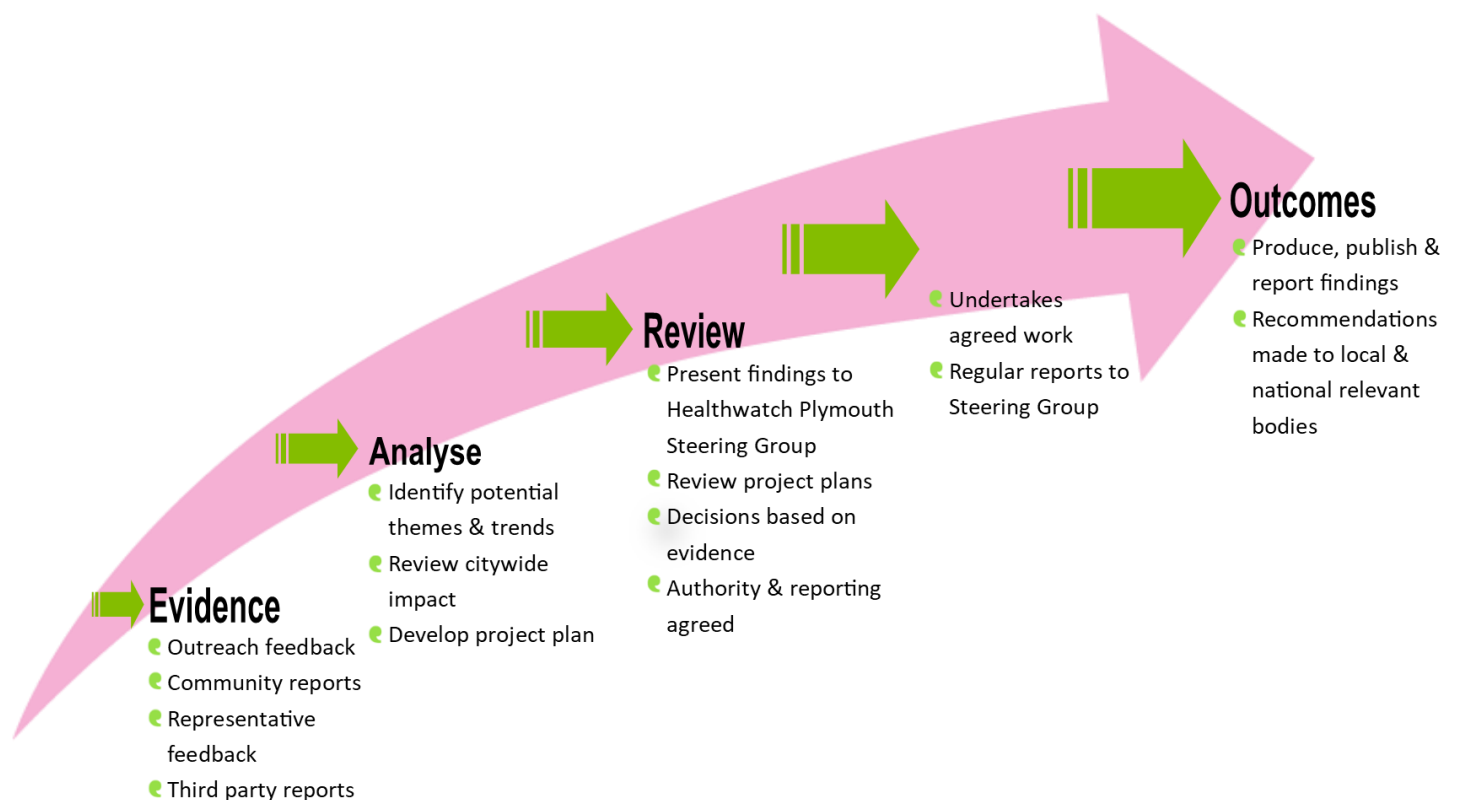 Evidence
Outreach feedback
Community reports
Representative
feedback
Third party reports
Analyse
Identify potential
themes & trends
Review citywide
impact
Develop project plan
Review
Present findings to
Healthwatch Plymouth
Steering Group
Review project plans
Decisions based on
evidence
Authority & reporting
agreed
Undertakes
agreed work
Regular reports to
Steering Group
Outcomes
Produce, publish &
report findings
Recommendations
made to local &
national relevant
bodies